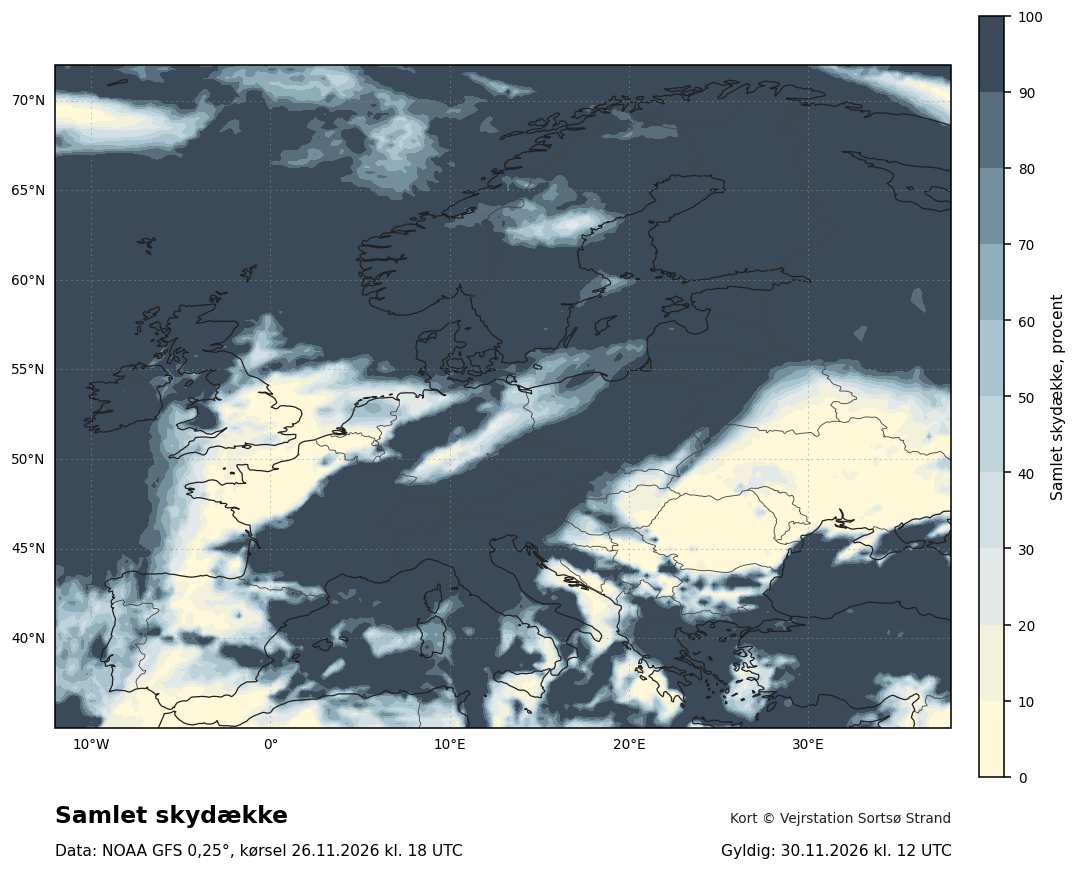 100
90
80
70
60
50
40
30
20
10
0
Samlet skydække, procent
70°N
65°N
60°N
55°N
50°N
45°N
40°N
10°W
0°
10°E
20°E
30°E
Samlet skydække
Kort © Vejrstation Sortsø Strand
Data: NOAA GFS 0,25°, kørsel 26.11.2026 kl. 18 UTC
Gyldig: 30.11.2026 kl. 12 UTC